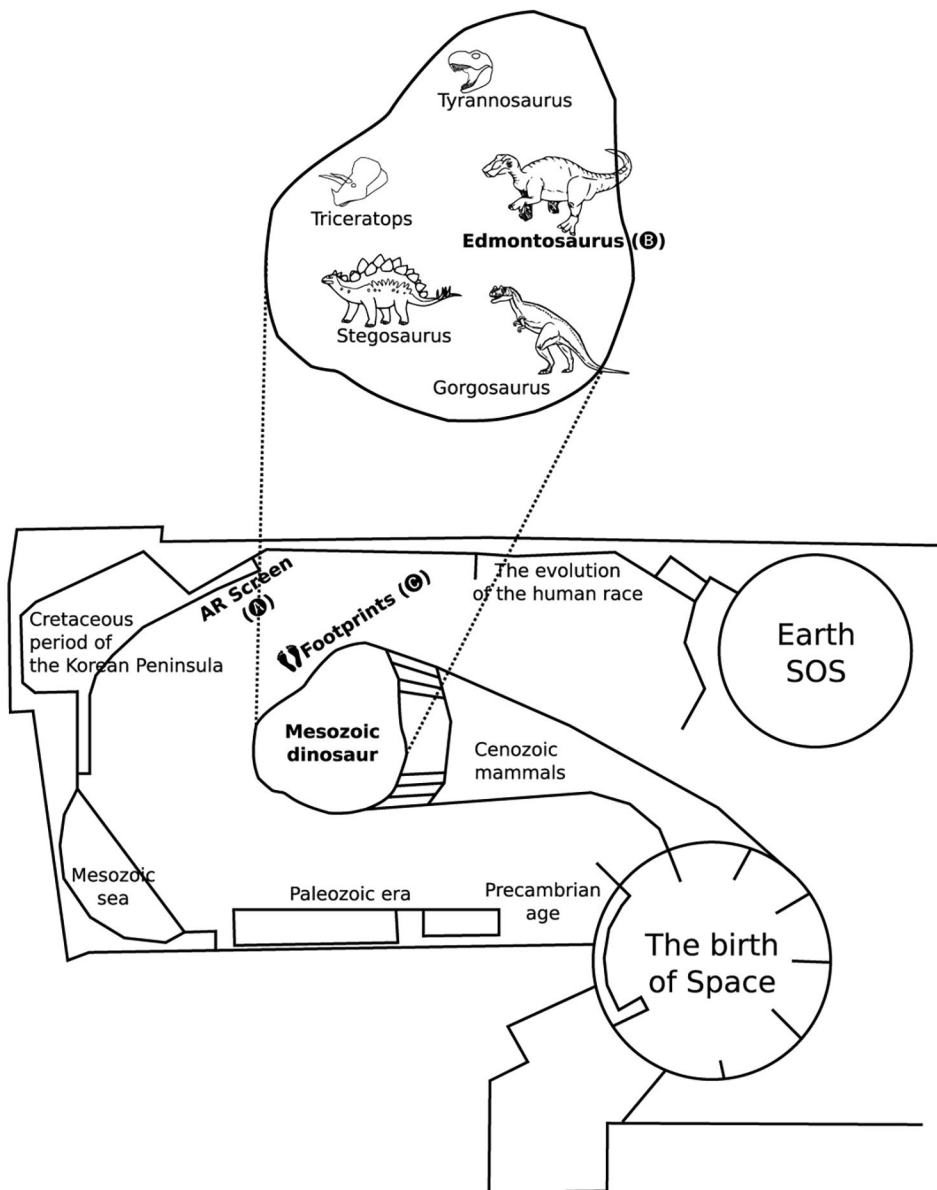 Tyrannosaurus
Triceratops
Edmontosaurus (B)
Stegosaurus
Gorgosaurus
AR Screen
(A)
Footprints (C)
The evolution
of the human race
Cretaceous
period of
the Korean Peninsula
Earth
SOS
Mesozoic
dinosaur
Cenozoic
mammals
Mesozoic
sea
Paleozoic era
Precambrian
age
The birth
of Space